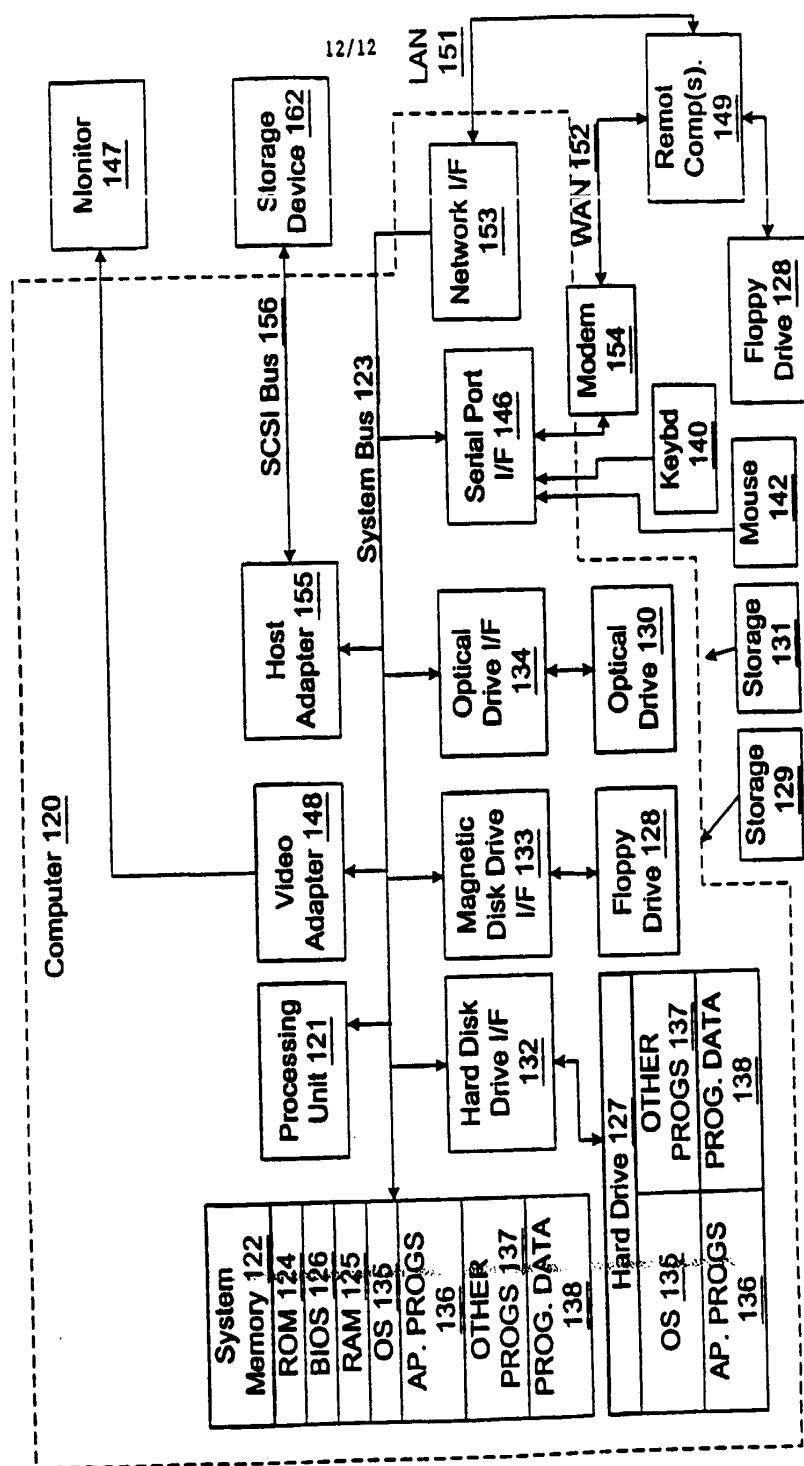 12/12
Computer 120
Monitor
147
Storage
Device 162
SCSI Bus 156
LAN
151
System
Memory 122
ROM 124
BIOS 126
RAM 125
OS 135
AP. PROGS
136
OTHER
PROGS 137
PROG. DATA
138
Processing
Unit 121
Video
Adapter 148
Host
Adapter 155
System Bus 123
Hard Disk
Drive I/F
132
Magnetic
Disk Drive
I/F 133
Optical
Drive I/F
134
Serial Port
I/F 146
Network I/F
153
WAN 152
Hard Drive 127
OS 135
OTHER
PROGS 137
AP. PROGS
136
PROG. DATA
138
Floppy
Drive 128
Optical
Drive 130
Modem
154
Keybd
140
Mouse
142
Storage
129
Storage
131
Floppy
Drive 128
Remot
Comp(s).
149